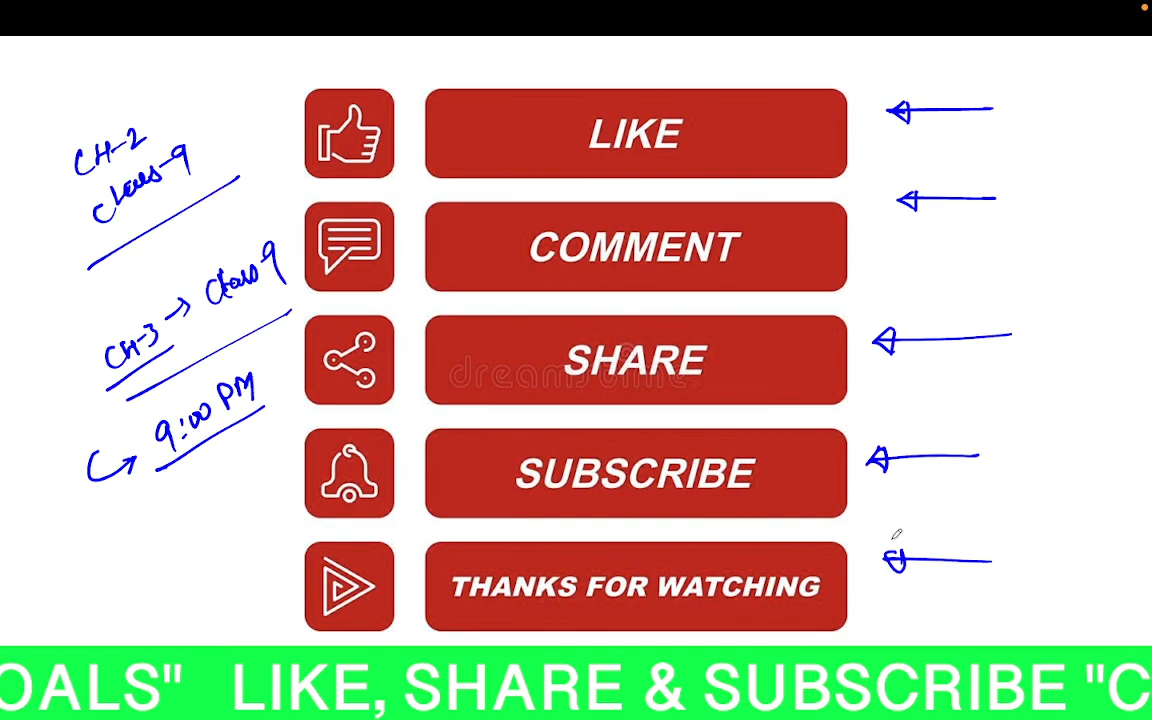 CH-2
class-9
CH-3 → class 9
9:00 PM
LIKE
COMMENT
SHARE
dreamstime
SUBSCRIBE
THANKS FOR WATCHING
OALS" LIKE, SHARE & SUBSCRIBE "C